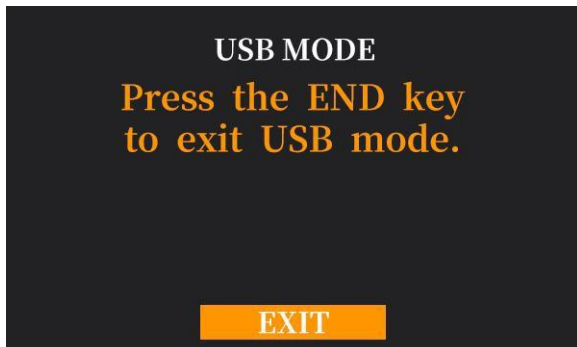 USB MODE
Press the END key
to exit USB mode.
EXIT